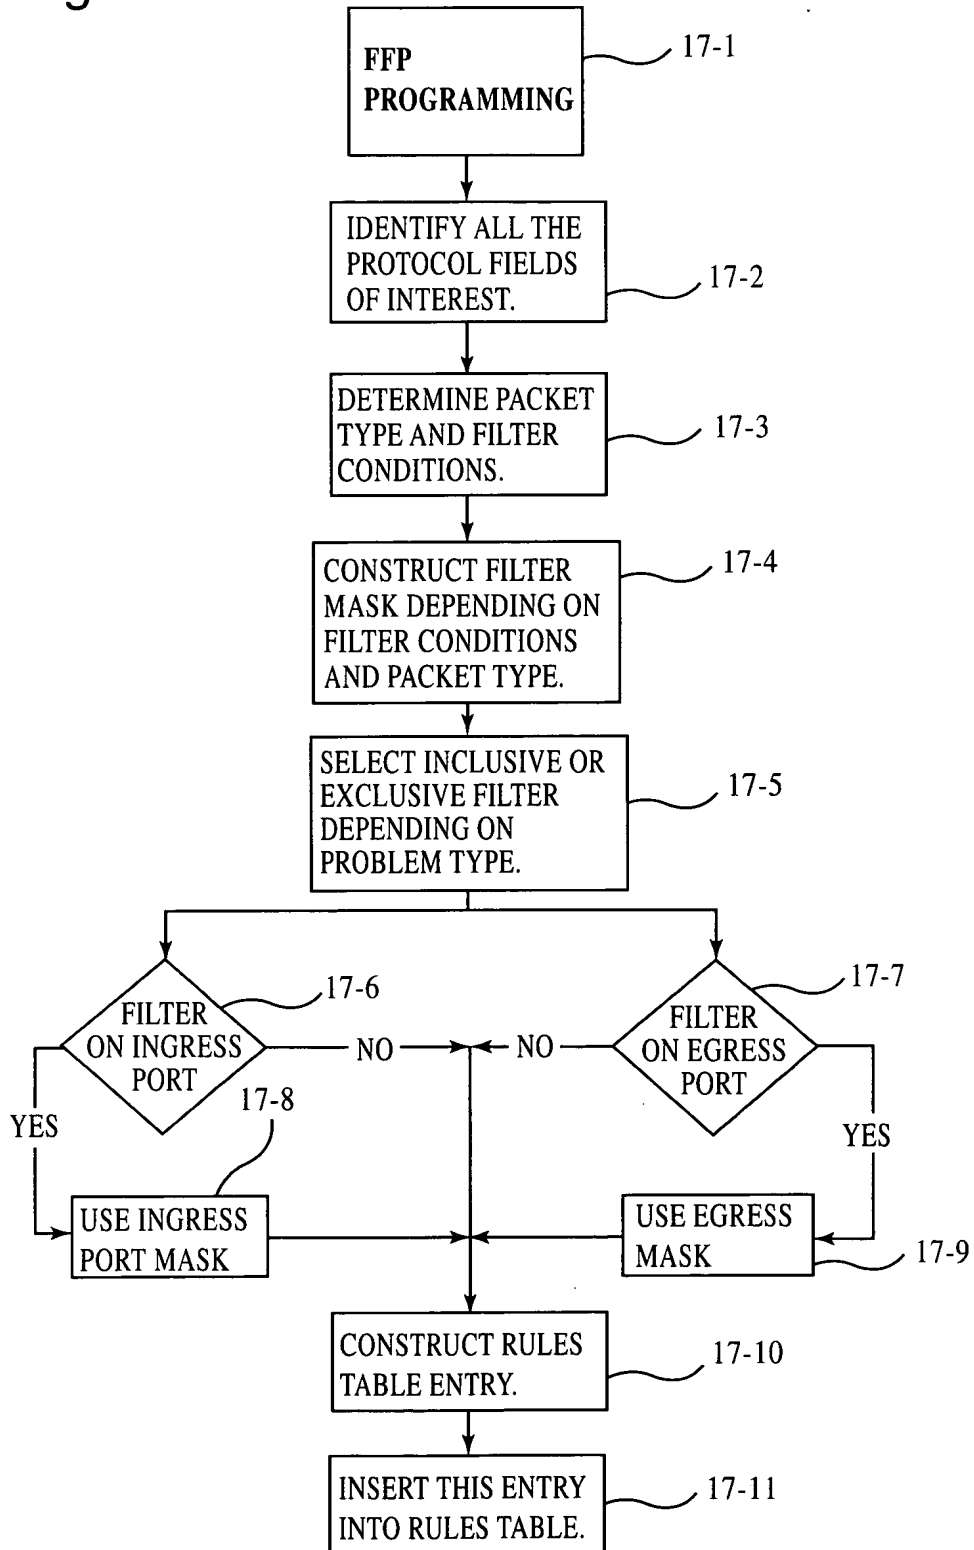 FFP
PROGRAMMING
17-1
IDENTIFY ALL THE
PROTOCOL FIELDS
OF INTEREST.
17-2
DETERMINE PACKET
TYPE AND FILTER
CONDITIONS.
17-3
CONSTRUCT FILTER
MASK DEPENDING ON
FILTER CONDITIONS
AND PACKET TYPE.
17-4
SELECT INCLUSIVE OR
EXCLUSIVE FILTER
DEPENDING ON
PROBLEM TYPE.
17-5
FILTER
ON INGRESS
PORT
17-6
NO
YES
FILTER
ON EGRESS
PORT
17-7
NO
YES
USE INGRESS
PORT MASK
17-8
USE EGRESS
MASK
17-9
CONSTRUCT RULES
TABLE ENTRY.
17-10
INSERT THIS ENTRY
INTO RULES TABLE.
17-11